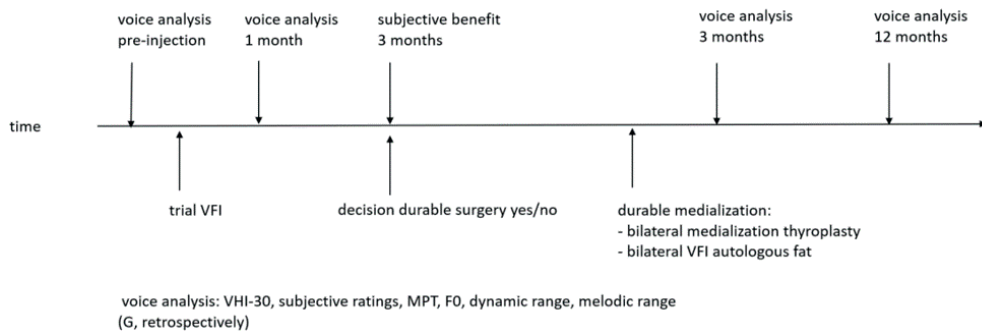 voice analysis
pre-injection
voice analysis
1 month
subjective benefit
3 months
voice analysis
3 months
voice analysis
12 months
time
trial VFI
decision durable surgery yes/no
durable medialization:
- bilateral medialization thyroplasty
- bilateral VFI autologous fat
voice analysis: VHI-30, subjective ratings, MPT, F0, dynamic range, melodic range
(G, retrospectively)